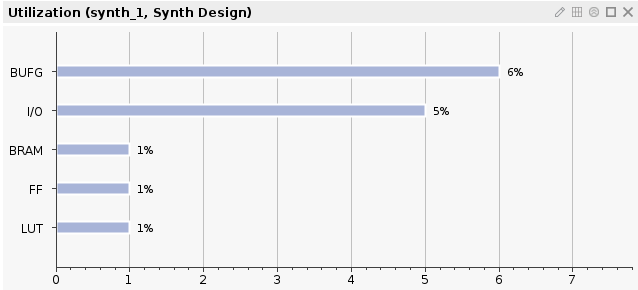 Utilization (synth_1, Synth Design)
BUFG 6%
I/O 5%
BRAM 1%
FF 1%
LUT 1%
0 1 2 3 4 5 6 7